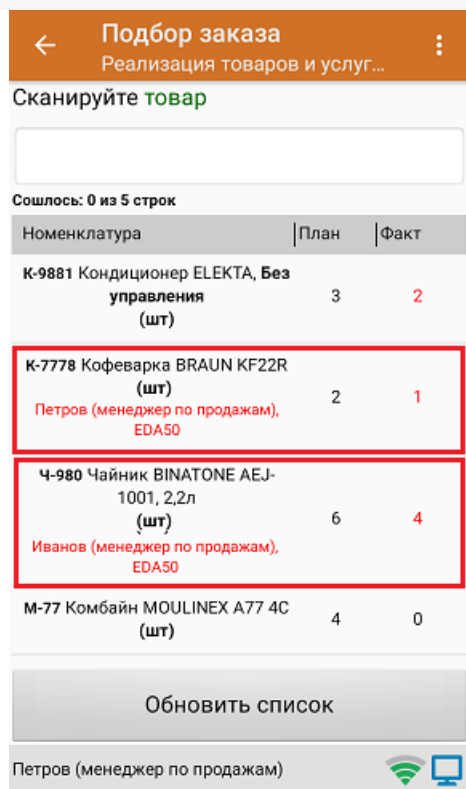 Подбор заказа
Реализация товаров и услуг...
Сканируйте товар
Сошлось: 0 из 5 строк
Номенклатура План Факт
К-9881 Кондиционер ELEKTA, Без
управления
(шт)
3 2
К-7778 Кофеварка BRAUN KF22R
(шт)
Петров (менеджер по продажам),
EDA50
2 1
Ч-980 Чайник BINATONE AEJ-
1001, 2,2л
(шт)
Иванов (менеджер по продажам),
EDA50
6 4
М-77 Комбайн MOULINEX A77 4C
(шт)
4 0
Обновить список
Петров (менеджер по продажам)